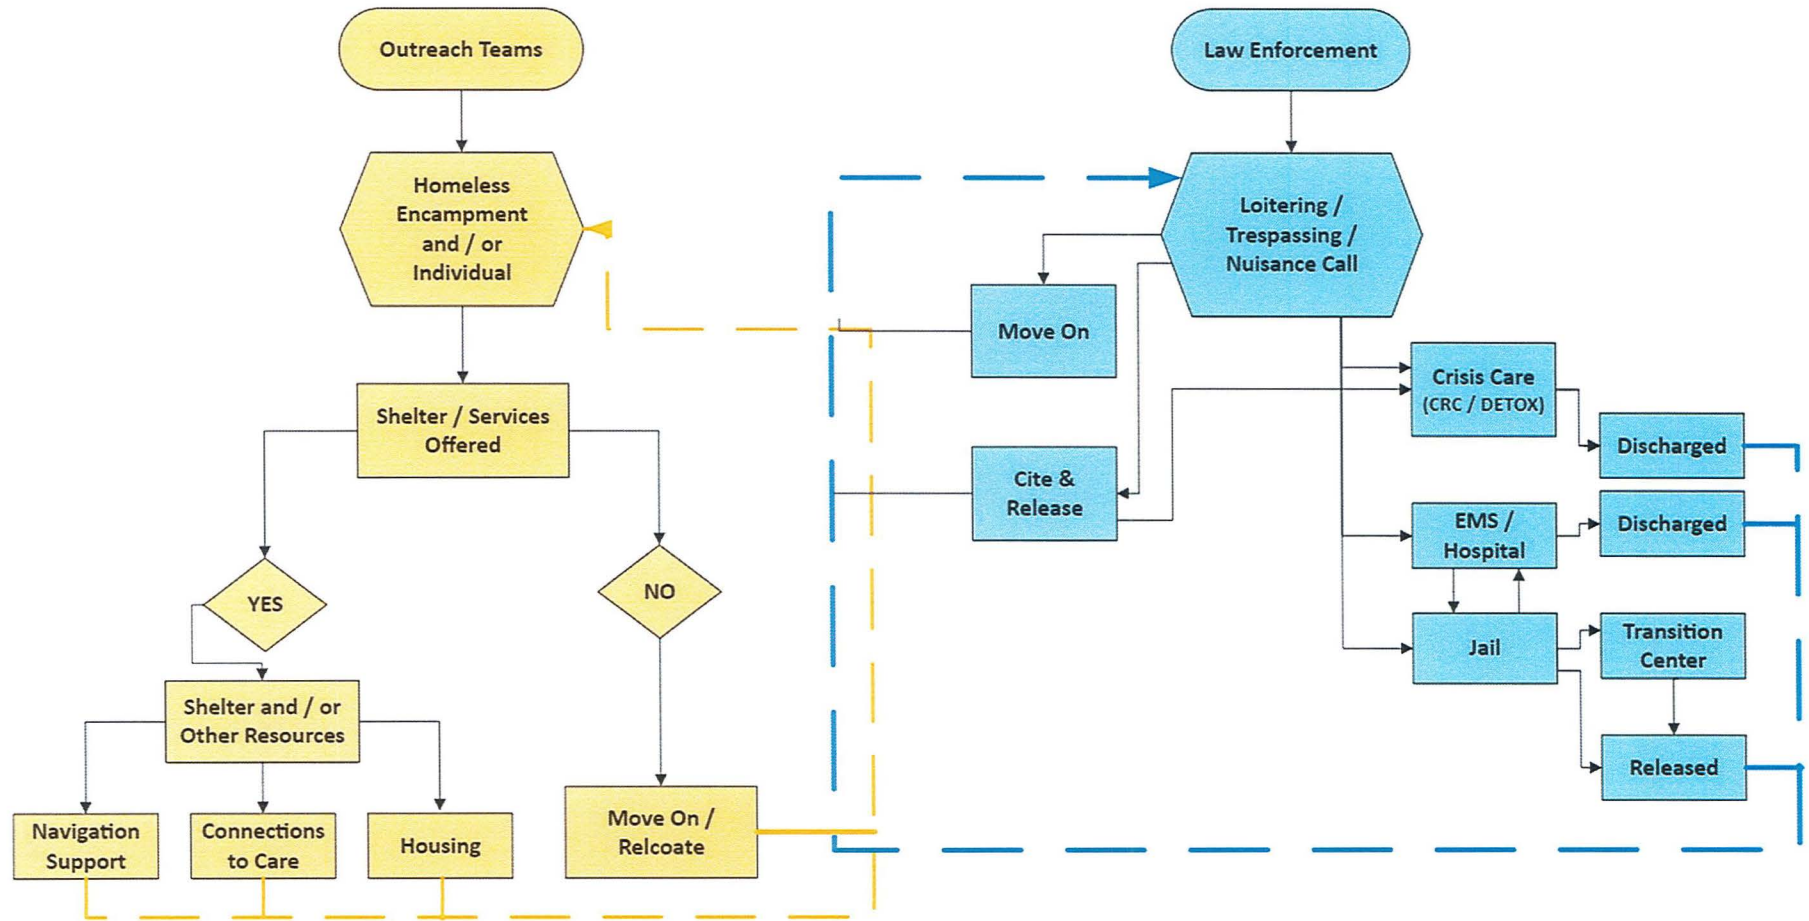 Outreach Teams
Homeless
Encampment
and / or
Individual
Shelter / Services
Offered
YES
NO
Shelter and / or
Other Resources
Navigation
Support
Connections
to Care
Housing
Move On /
Relcoate
Law Enforcement
Loitering /
Trespassing /
Nuisance Call
Move On
Cite &
Release
Crisis Care
(CRC / DETOX)
Discharged
EMS /
Hospital
Discharged
Jail
Transition
Center
Released